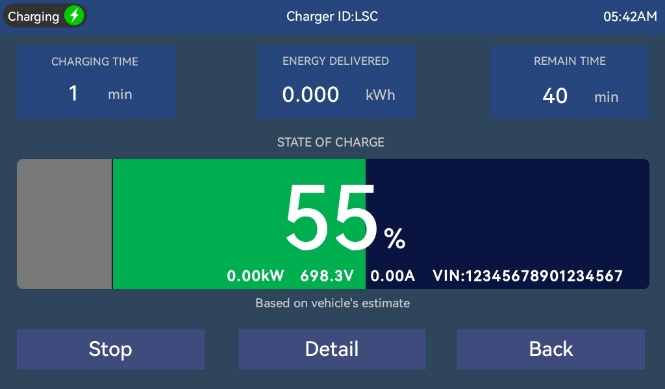 Charging Charger ID:LSC 05:42AM
CHARGING TIME ENERGY DELIVERED REMAIN TIME
1 min 0.000 kWh 40 min
STATE OF CHARGE
55%
0.00kW 698.3V 0.00A VIN:12345678901234567
Based on vehicle's estimate
Stop Detail Back